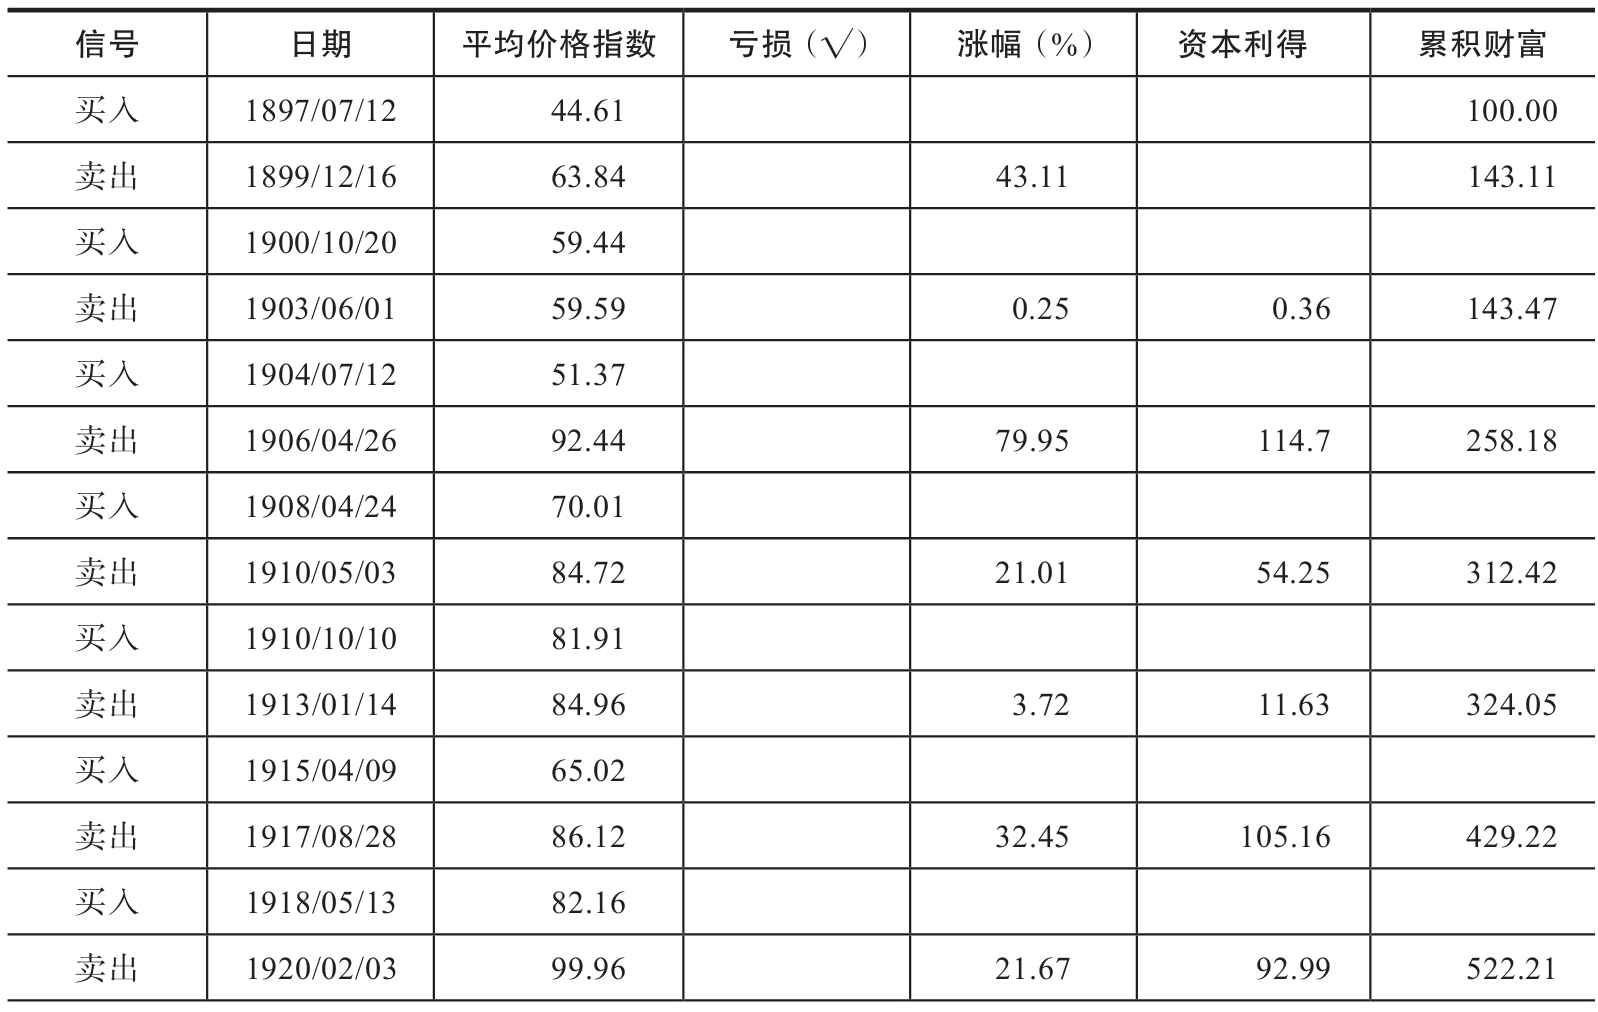 信号 日期 平均价格指数 亏损（√） 涨幅（%） 资本利得 累积财富
买入 1897/07/12 44.61 100.00
卖出 1899/12/16 63.84 43.11 143.11
买入 1900/10/20 59.44
卖出 1903/06/01 59.59 0.25 0.36 143.47
买入 1904/07/12 51.37
卖出 1906/04/26 92.44 79.95 114.7 258.18
买入 1908/04/24 70.01
卖出 1910/05/03 84.72 21.01 54.25 312.42
买入 1910/10/10 81.91
卖出 1913/01/14 84.96 3.72 11.63 324.05
买入 1915/04/09 65.02
卖出 1917/08/28 86.12 32.45 105.16 429.22
买入 1918/05/13 82.16
卖出 1920/02/03 99.96 21.67 92.99 522.21